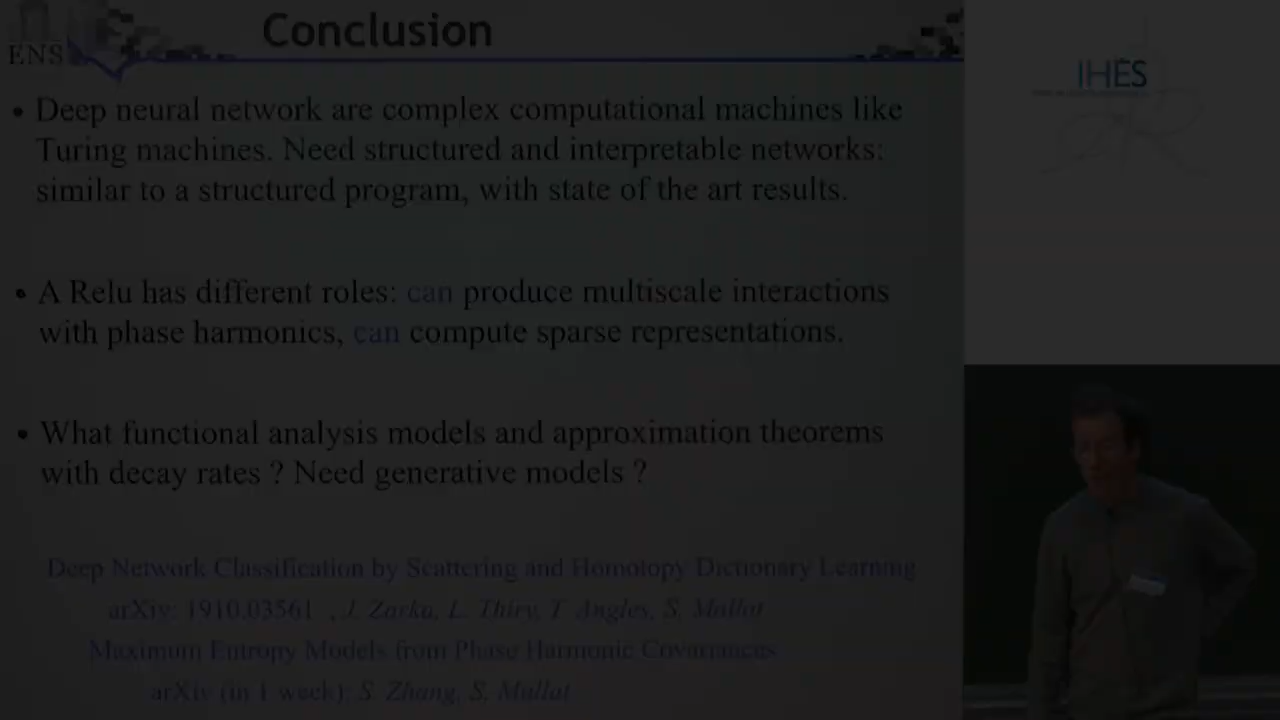 Conclusion
ENS
IHES
• Deep neural network are complex computational machines like
Turing machines. Need structured and interpretable networks:
similar to a structured program, with state of the art results.
• A Relu has different roles: can produce multiscale interactions
with phase harmonics, can compute sparse representations.
• What functional analysis models and approximation theorems
with decay rates ? Need generative models ?
Deep Network Classification by Scattering and Homotopy Dictionary Learning
arXiv: 1910.03561 , J. Zarka, L. Thiry, T. Angles, S. Mallat
Maximum Entropy Models from Phase Harmonic Covariances
arXiv (in 1 week): S. Zhang, S. Mallat